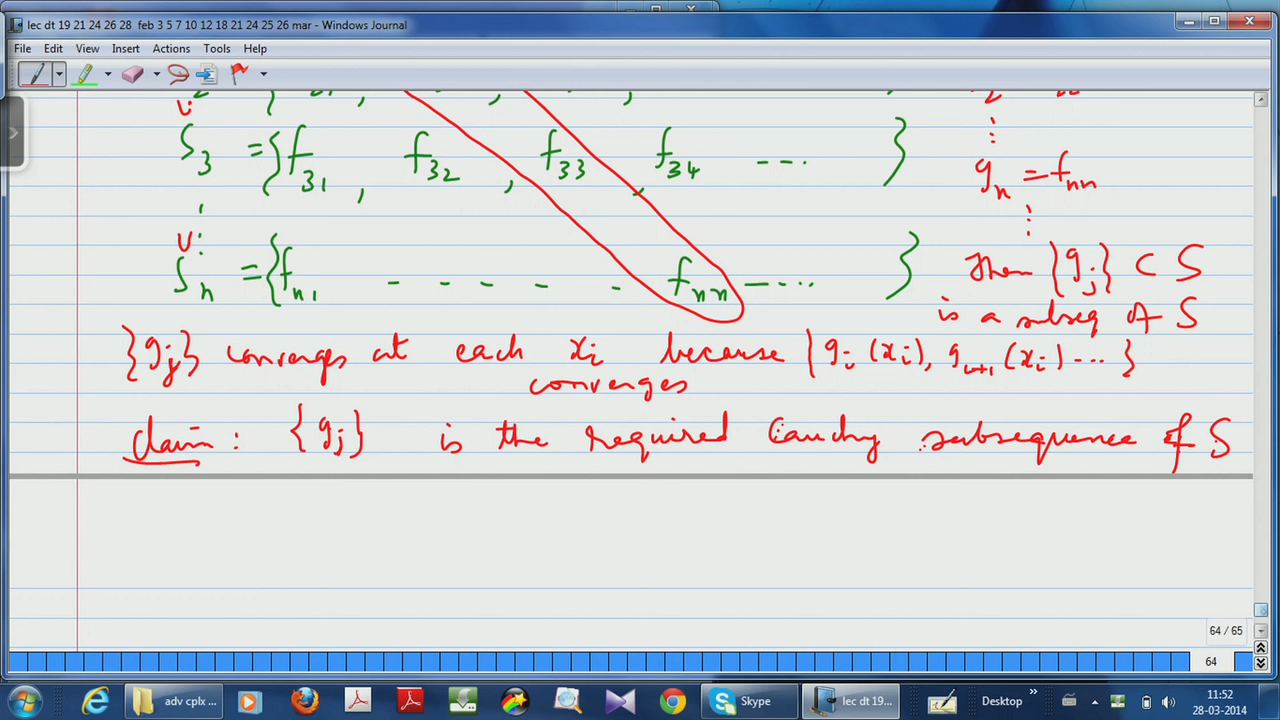 lec dt 19 21 24 26 28 feb 3 5 7 10 12 18 21 24 25 26 mar - Windows Journal
File Edit View Insert Actions Tools Help
S3 = {f31, f32, f33, f34 ---. }
gn = fnn
Sn = {fn1 - - - - - fnn ---.. }
Then {gj} ⊂ S
is a subseq of S
{gj} converges at each xi because {gi(xi), gi+1(xi) ... }
converges
Claim: {gj} is the required Cauchy subsequence of S
64 / 65
64
adv cplx ...
Skype
lec dt 19...
Desktop
11:52
28-03-2014